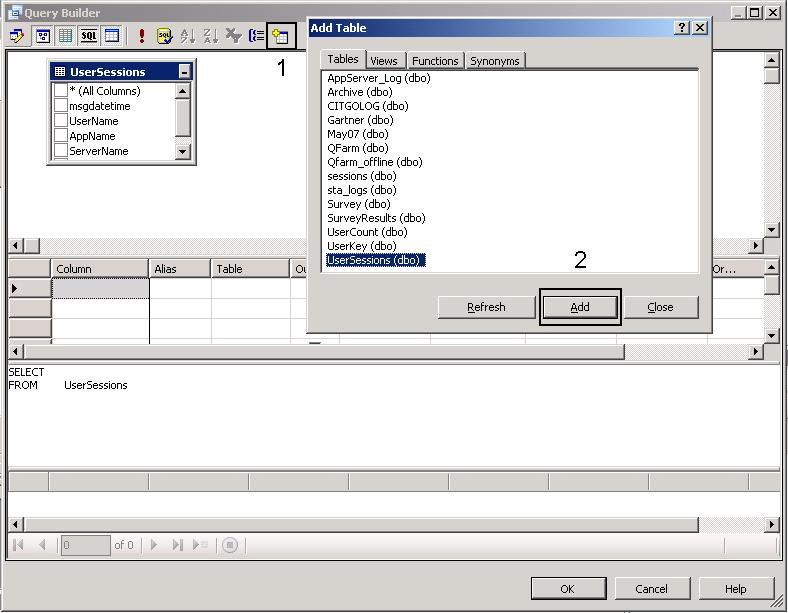 Query Builder
SQL
SQL
1
UserSessions
* (All Columns)
msgdatetime
UserName
AppName
ServerName
Add Table
Tables Views Functions Synonyms
AppServer_Log (dbo)
Archive (dbo)
CITGOLOG (dbo)
Gartner (dbo)
May07 (dbo)
QFarm (dbo)
Qfarm_offline (dbo)
sessions (dbo)
sta_logs (dbo)
Survey (dbo)
SurveyResults (dbo)
UserCount (dbo)
UserKey (dbo)
UserSessions (dbo)
2
Refresh Add Close
Column Alias Table Ou Or...
SELECT
FROM UserSessions
0 of 0
OK Cancel Help